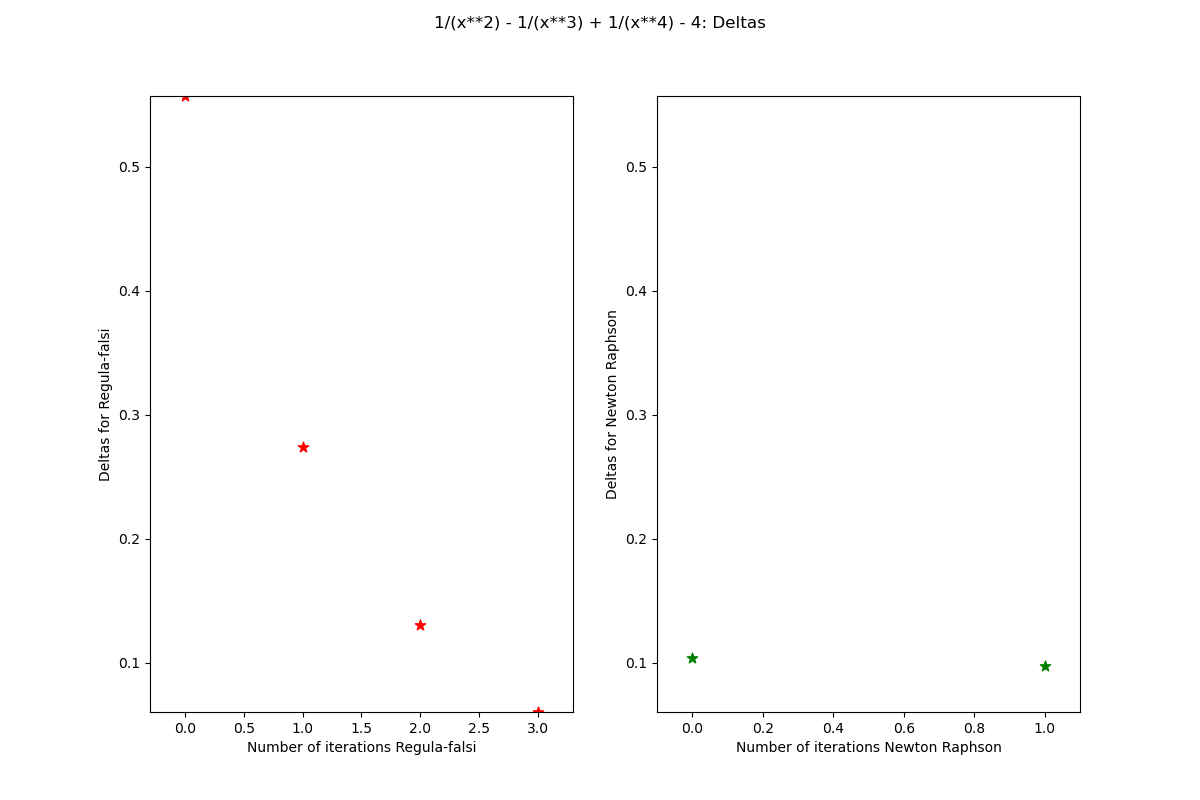 1/(x**2) - 1/(x**3) + 1/(x**4) - 4: Deltas
Deltas for Regula-falsi
0.5
0.4
0.3
0.2
0.1
0.0 0.5 1.0 1.5 2.0 2.5 3.0
Number of iterations Regula-falsi
Deltas for Newton Raphson
0.5
0.4
0.3
0.2
0.1
0.0 0.2 0.4 0.6 0.8 1.0
Number of iterations Newton Raphson